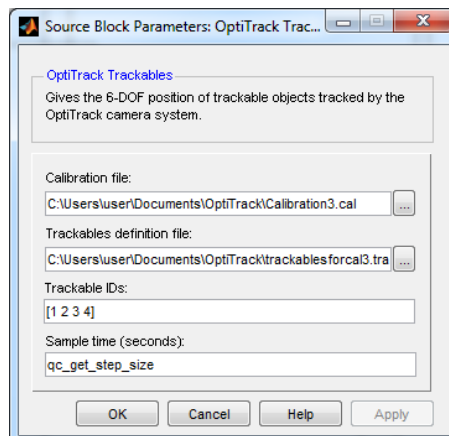 Source Block Parameters: OptiTrack Trac...
OptiTrack Trackables
Gives the 6-DOF position of trackable objects tracked by the
OptiTrack camera system.
Calibration file:
C:\Users\user\Documents\OptiTrack\Calibration3.cal
...
Trackables definition file:
C:\Users\user\Documents\OptiTrack\trackablesforcal3.tra
...
Trackable IDs:
[1 2 3 4]
Sample time (seconds):
qc_get_step_size
OK Cancel Help Apply